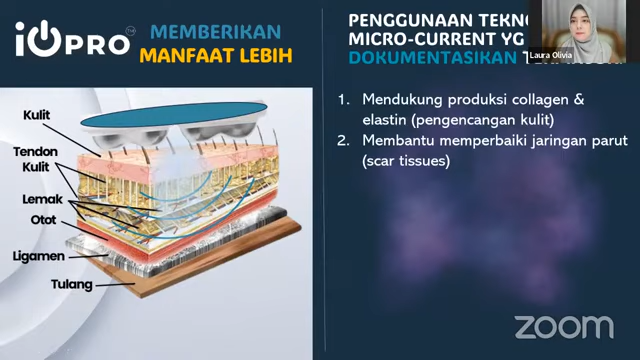 iOPRO
TM
MEMBERIKAN
MANFAAT LEBIH
Kulit
Tendon
Kulit
Lemak
Otot
Ligamen
Tulang
PENGGUNAAN
MICRO-CURRENT YG
DOKUMENTASIKAN
Laura Olivia
1. Mendukung produksi collagen &
elastin (pengencangan kulit)
2. Membantu memperbaiki jaringan parut
(scar tissues)
zoom